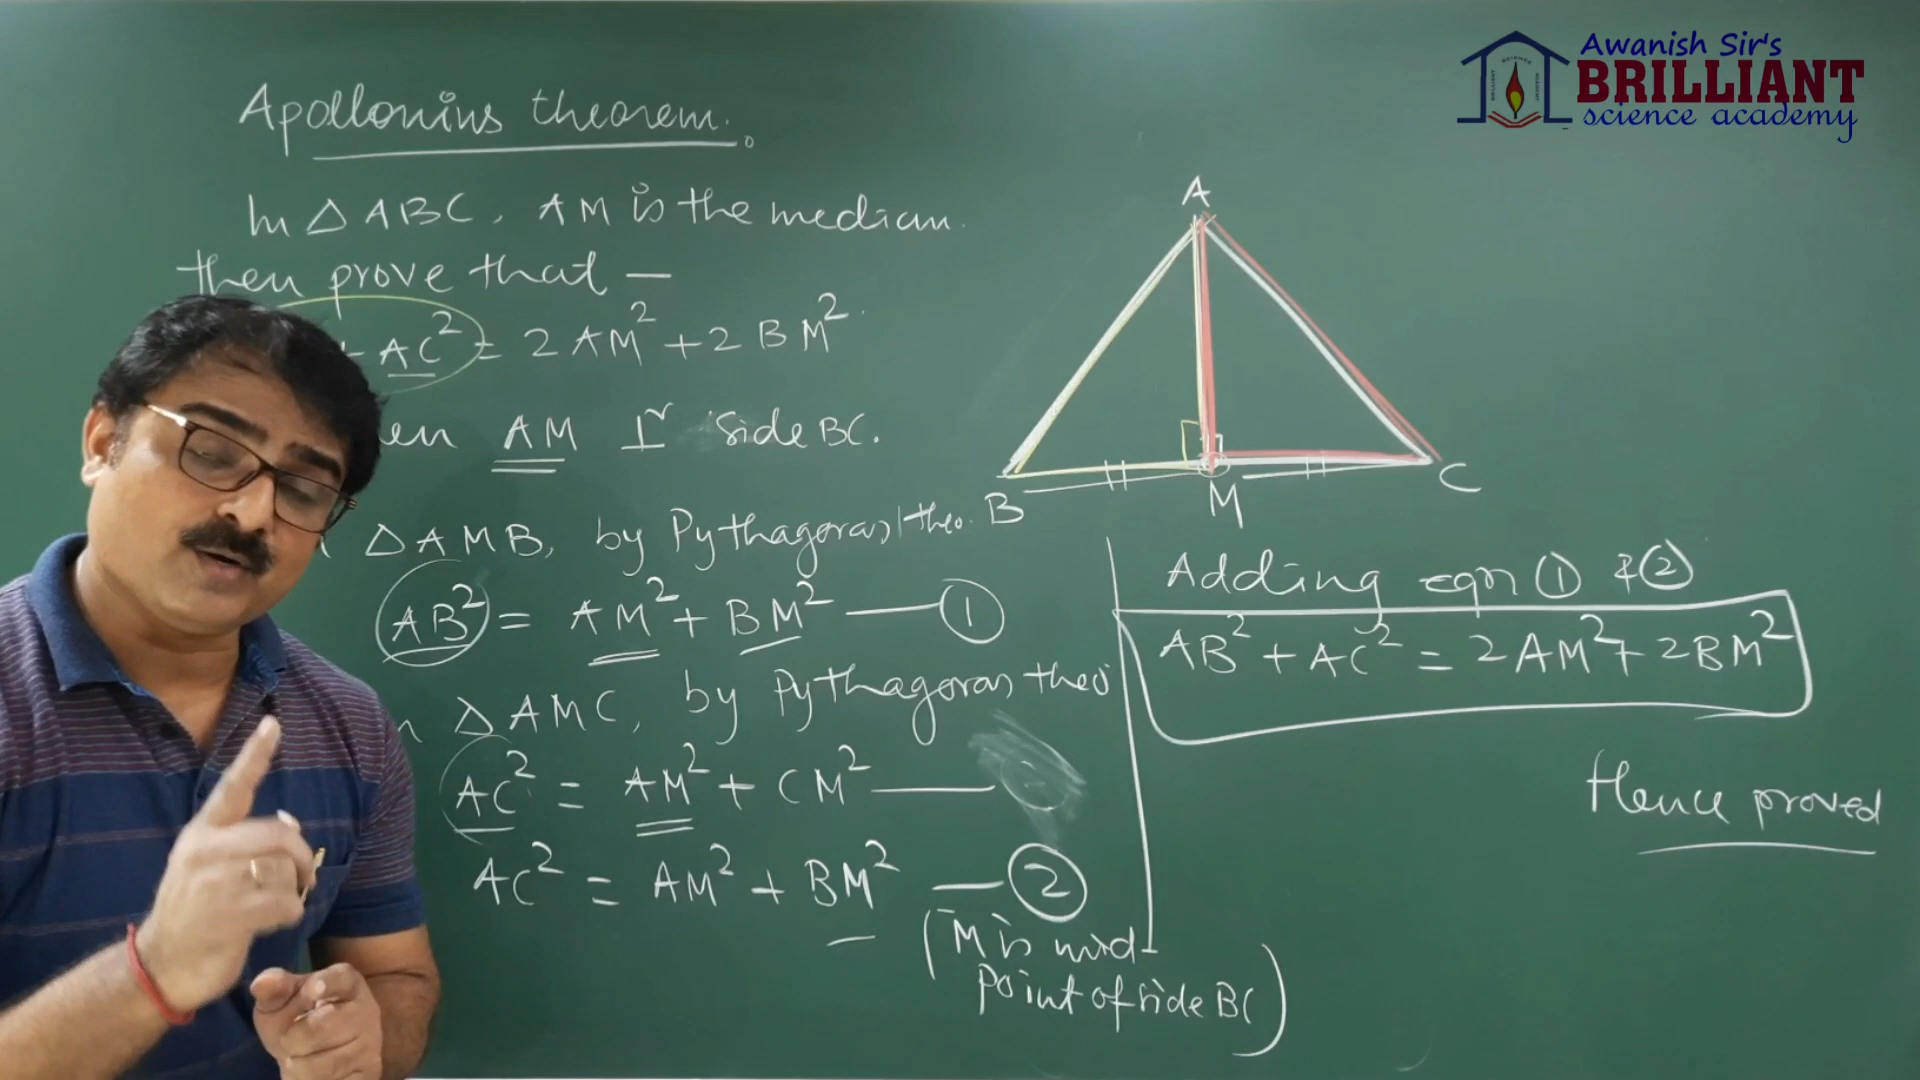 Awanish Sir's
BRILLIANT
science academy
Apollonius theorem.
In △ ABC, AM is the median.
then prove that —
+ AC² = 2AM² + 2BM².
en AM ⊥r side BC.
△ AMB, by Pythagoras theo.
AB² = AM² + BM² — ①
△ AMC, by Pythagoras theo
AC² = AM² + CM² —
AC² = AM² + BM² — ②
(M is mid
point of side BC)
A
B
M
C
Adding eqn ① & ②
AB² + AC² = 2AM² + 2BM²
Hence proved